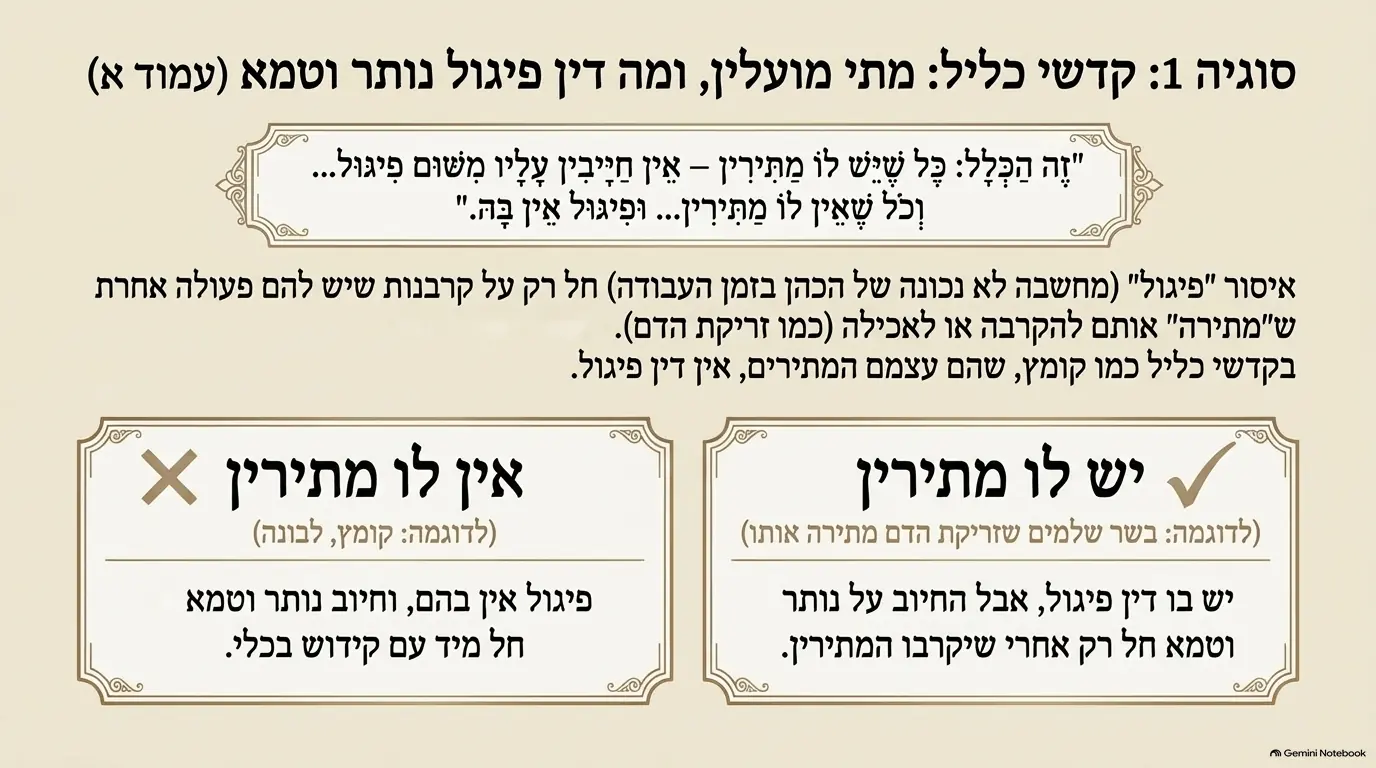 סוגיה 1: קדשי כליל: מתי מועלין, ומה דין פיגול נותר וטמא (עמוד א)
"זֶה הַכְּלָל: כָּל שֶׁיֵּשׁ לוֹ מַתִּירִין – אֵין חַיָּיבִין עָלָיו מִשּׁוּם פִיגּוּל...
וְכֹל שֶׁאֵין לוֹ מַתִּירִין... וּפִיגּוּל אֵין בָּהּ."
איסור "פיגול" (מחשבה לא נכונה של הכהן בזמן העבודה) חל רק על קרבנות שיש להם פעולה אחרת
ש"מתירה" אותם להקרבה או לאכילה (כמו זריקת הדם).
בקדשי כליל כמו קומץ, שהם עצמם המתירים, אין דין פיגול.
יש לו מתירין
(לדוגמה: בשר שלמים שזריקת הדם מתירה אותו)
יש בו דין פיגול, אבל החיוב על נותר
וטמא חל רק אחרי שיקרבו המתירין.
אין לו מתירין
(לדוגמה: קומץ, לבונה)
פיגול אין בהם, וחיוב נותר וטמא
חל מיד עם קידוש בכלי.
Gemini Notebook